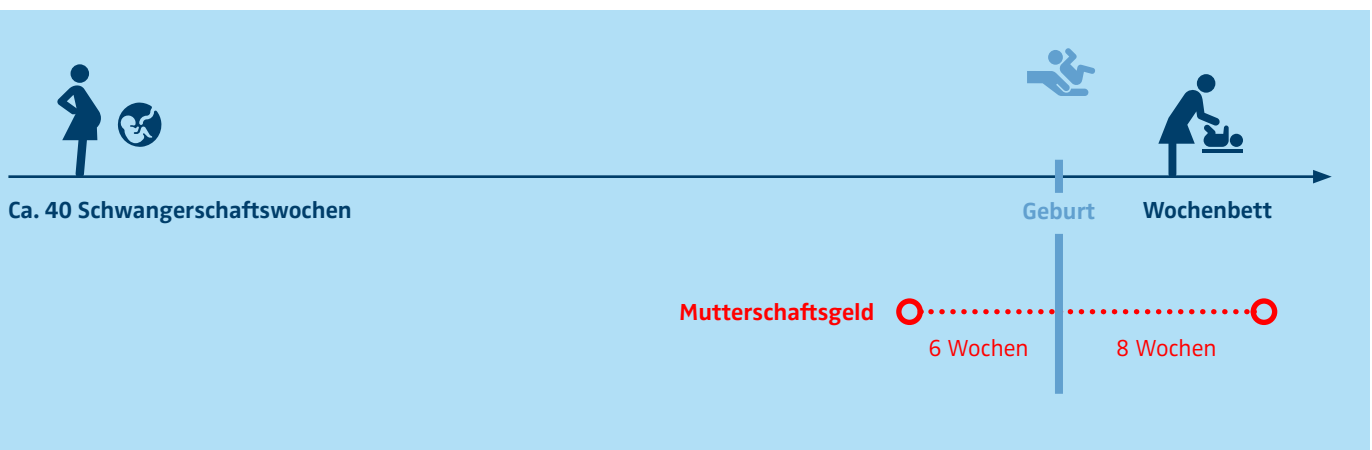 Ca. 40 Schwangerschaftswochen
Geburt
Wochenbett
Mutterschaftsgeld
6 Wochen
8 Wochen